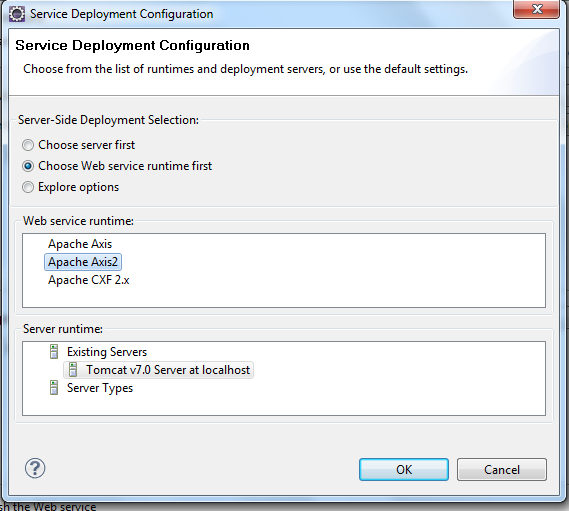 Service Deployment Configuration
Service Deployment Configuration
Choose from the list of runtimes and deployment servers, or use the default settings.
Server-Side Deployment Selection:
Choose server first
Choose Web service runtime first
Explore options
Web service runtime:
Apache Axis
Apache Axis2
Apache CXF 2.x
Server runtime:
Existing Servers
Tomcat v7.0 Server at localhost
Server Types
?
OK
Cancel
the Web service